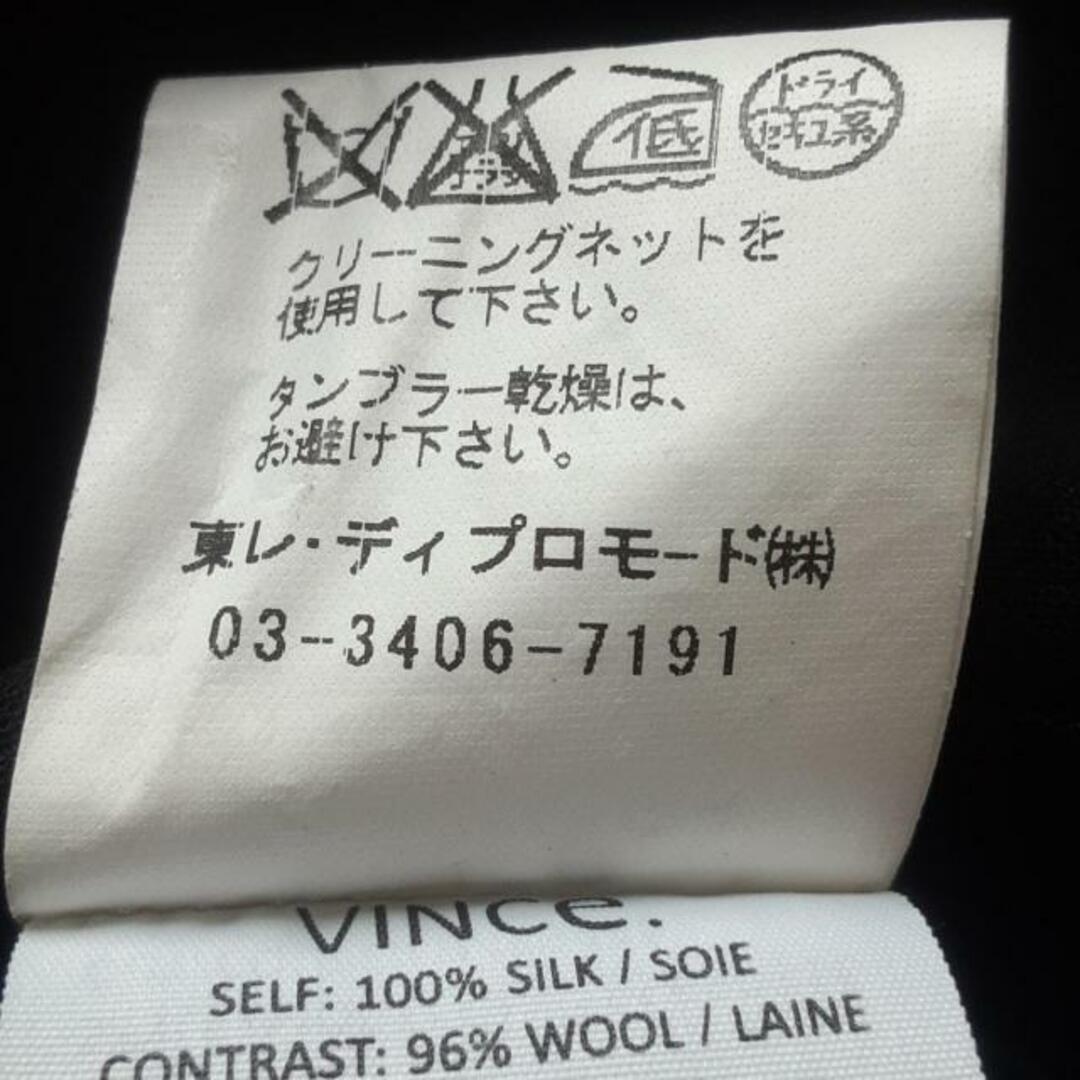 低
ドライ
セキユ系
クリーニングネットを
使用して下さい。
タンブラー乾燥は、
お避け下さい。
東レ・ディプロモード㈱
03-3406-7191
VINCe.
SELF: 100% SILK / SOIE
CONTRAST: 96% WOOL / LAINE